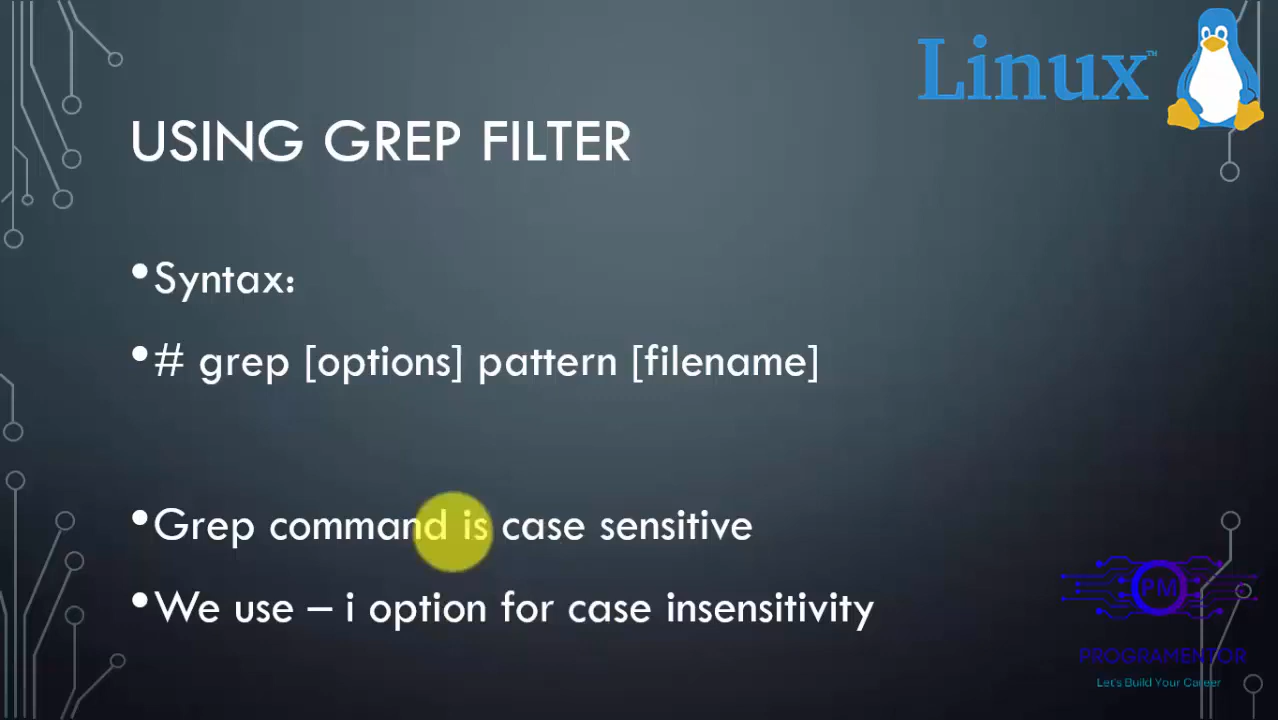 Linux™
USING GREP FILTER
•Syntax:
•# grep [options] pattern [filename]
•Grep command is case sensitive
•We use – i option for case insensitivity
PM
PROGRAMENTOR
Let's Build Your Career